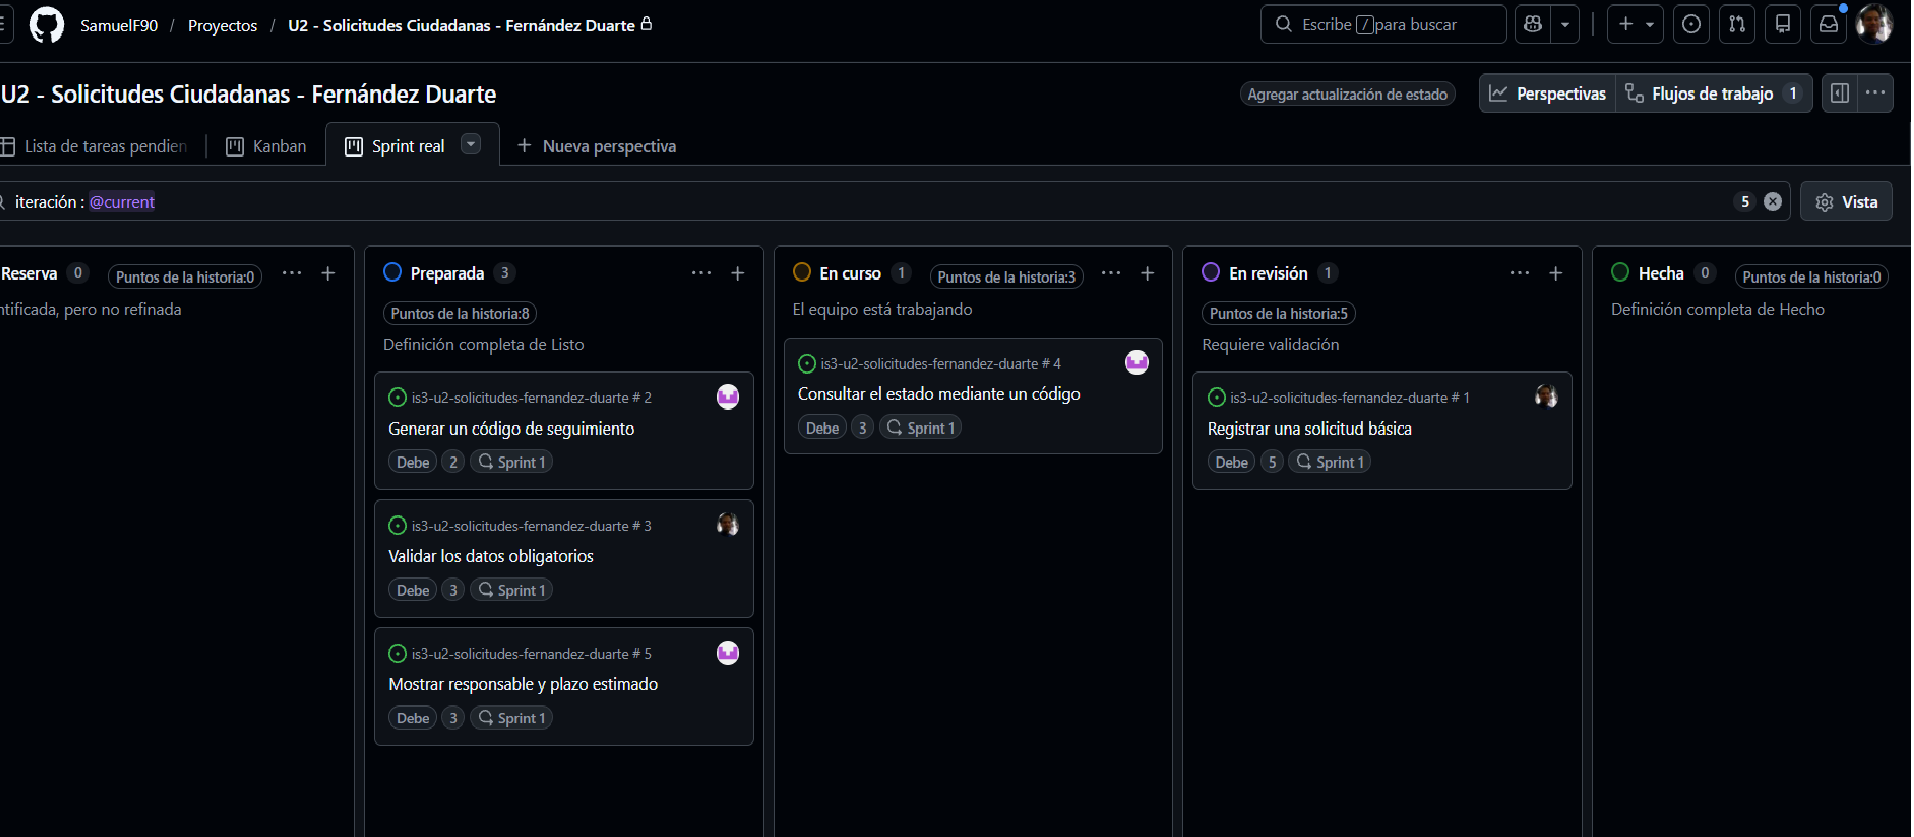 SamuelF90 / Proyectos / U2 - Solicitudes Ciudadanas - Fernández Duarte
Escribe / para buscar
U2 - Solicitudes Ciudadanas - Fernández Duarte
Agregar actualización de estado
Perspectivas
Flujos de trabajo 1
Lista de tareas pendien
Kanban
Sprint real
Nueva perspectiva
iteración : @current
5
Vista
Reserva 0
Puntos de la historia:0
ntificada, pero no refinada
Preparada 3
Puntos de la historia:8
Definición completa de Listo
is3-u2-solicitudes-fernandez-duarte # 2
Generar un código de seguimiento
Debe 2 Sprint 1
is3-u2-solicitudes-fernandez-duarte # 3
Validar los datos obligatorios
Debe 3 Sprint 1
is3-u2-solicitudes-fernandez-duarte # 5
Mostrar responsable y plazo estimado
Debe 3 Sprint 1
En curso 1
Puntos de la historia:3
El equipo está trabajando
is3-u2-solicitudes-fernandez-duarte # 4
Consultar el estado mediante un código
Debe 3 Sprint 1
En revisión 1
Puntos de la historia:5
Requiere validación
is3-u2-solicitudes-fernandez-duarte # 1
Registrar una solicitud básica
Debe 5 Sprint 1
Hecha 0
Puntos de la historia:0
Definición completa de Hecho